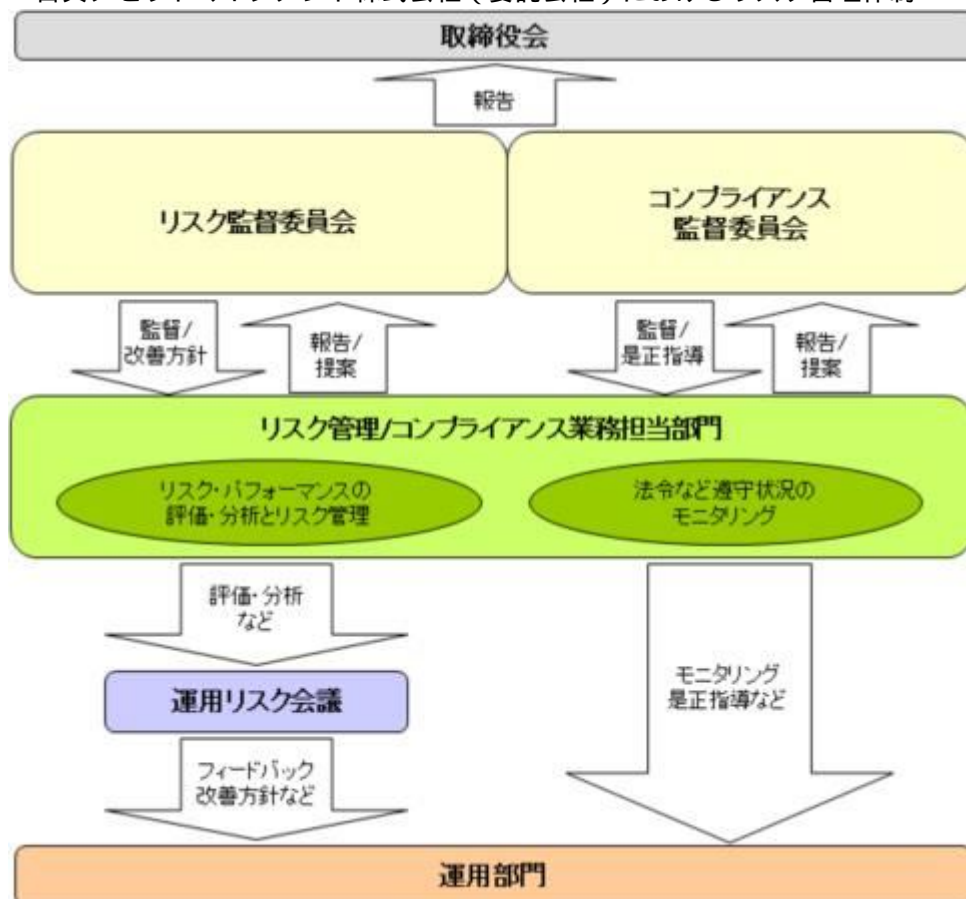 取締役会
報告
リスク監督委員会
コンプライアンス
監督委員会
監督/
改善方針
報告/
提案
監督/
是正指導
報告/
提案
リスク管理/コンプライアンス業務担当部門
リスク・パフォーマンスの
評価・分析とリスク管理
法令など遵守状況の
モニタリング
評価・分析
など
運用リスク会議
モニタリング
是正指導など
フィードバック
改善方針など
運用部門